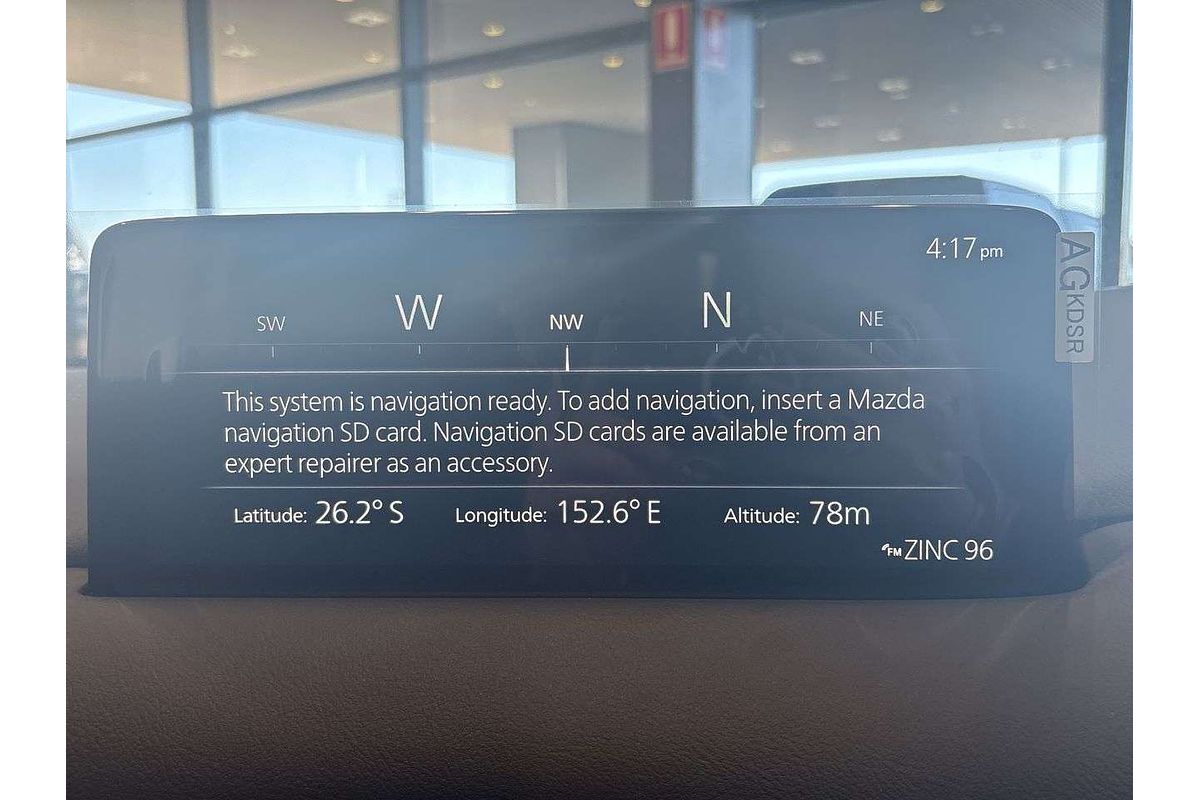 4:17 pm
SW W NW N NE
This system is navigation ready. To add navigation, insert a Mazda
navigation SD card. Navigation SD cards are available from an
expert repairer as an accessory.
Latitude: 26.2° S Longitude: 152.6° E Altitude: 78m
FM ZINC 96
AGKDSR